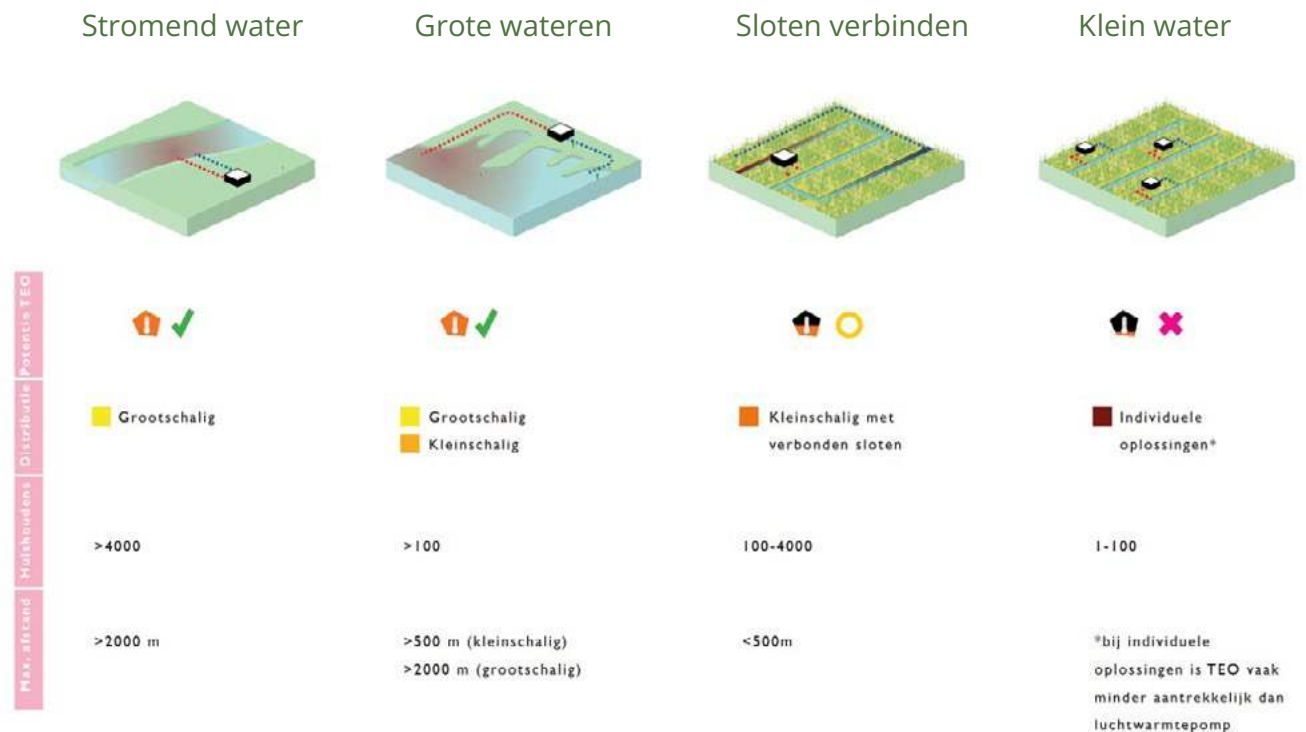 Stromend water
Grote wateren
Sloten verbinden
Klein water
Potentie TEO
Distributie
Grootschalig
Grootschalig
Kleinschalig
Kleinschalig met
verbonden sloten
Individuele
oplossingen*
Huishoudens
>4000
>100
100-4000
1-100
Max. afstand
>2000 m
>500 m (kleinschalig)
>2000 m (grootschalig)
<500m
*bij individuele
oplossingen is TEO vaak
minder aantrekkelijk dan
luchtwarmtepomp